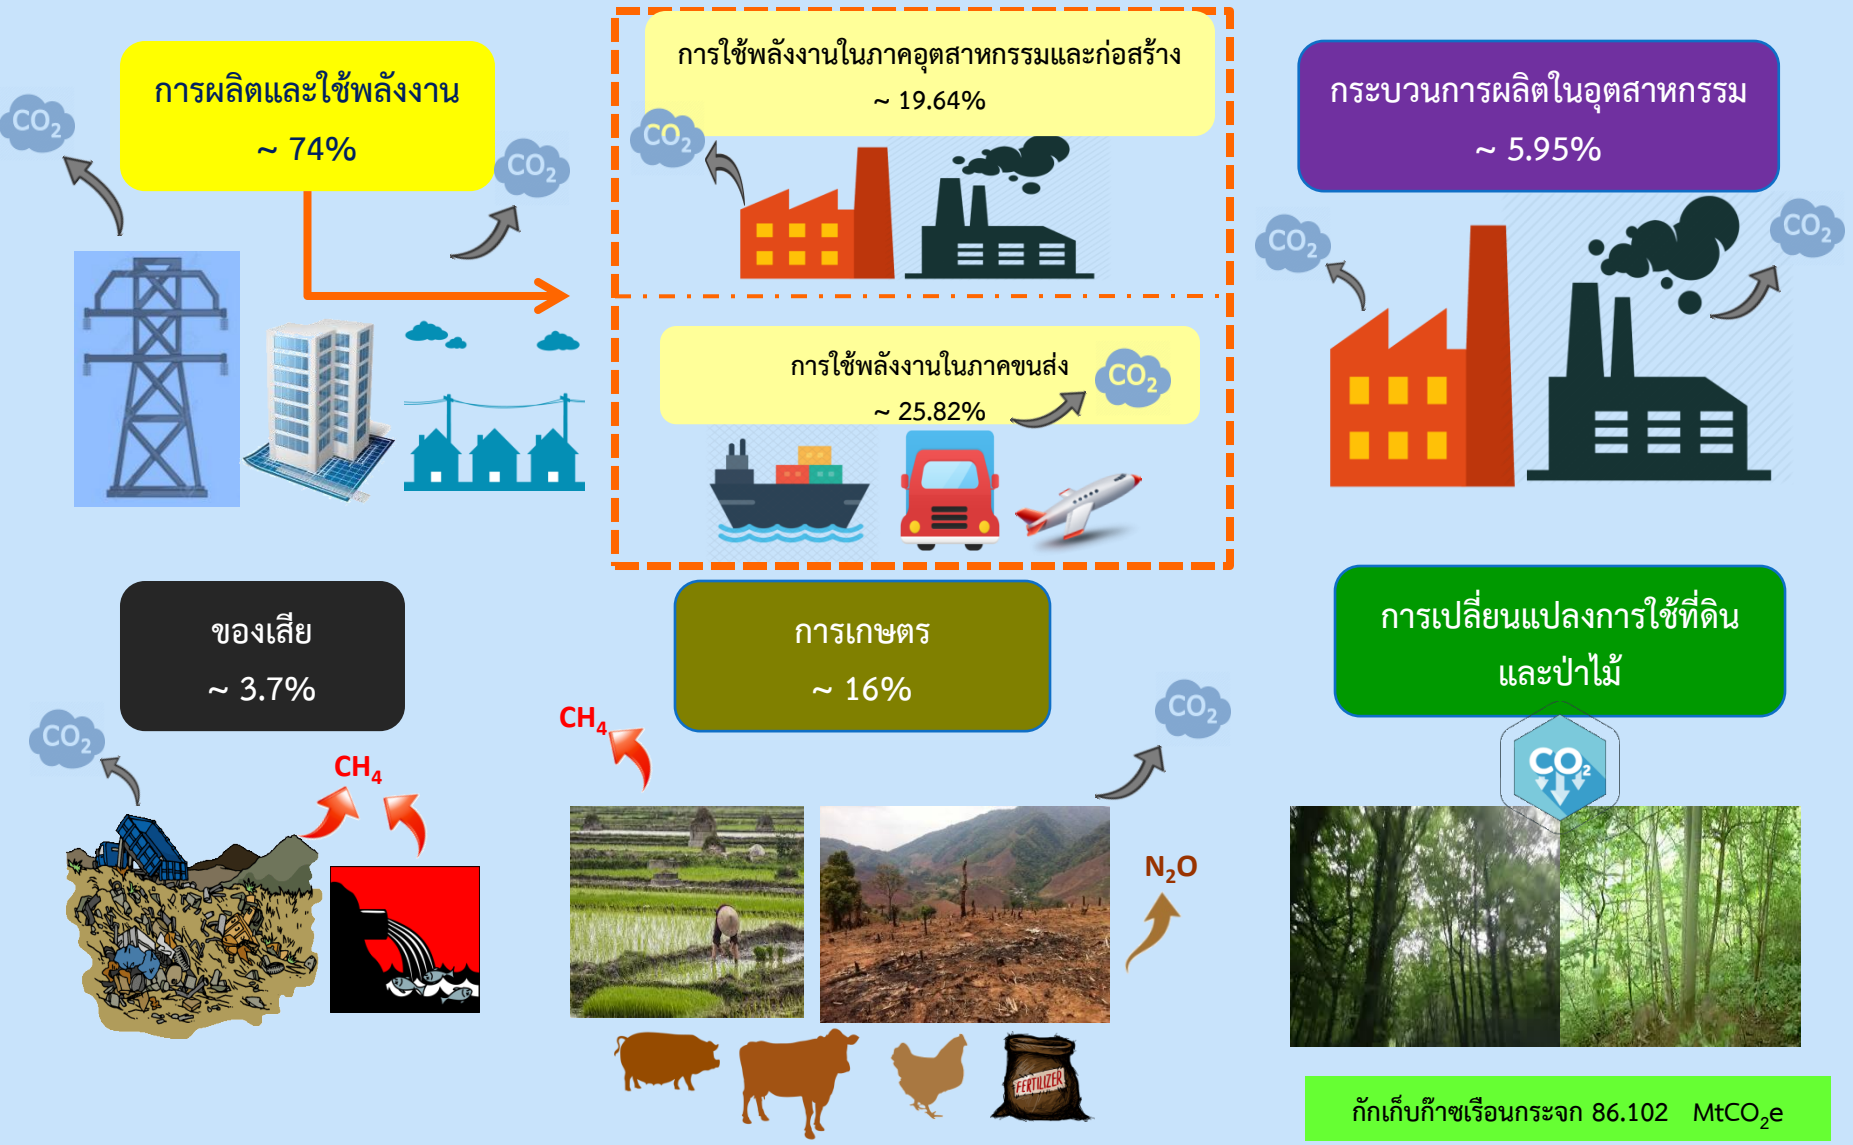 การผลิตและใช้พลังงาน
~ 74%
CO2
CO2
การใช้พลังงานในภาคอุตสาหกรรมและก่อสร้าง
~ 19.64%
CO2
การใช้พลังงานในภาคขนส่ง
~ 25.82%
CO2
กระบวนการผลิตในอุตสาหกรรม
~ 5.95%
CO2
CO2
ของเสีย
~ 3.7%
CO2
CH4
การเกษตร
~ 16%
CH4
CO2
N2O
FERTILIZER
การเปลี่ยนแปลงการใช้ที่ดิน
และป่าไม้
CO2
กักเก็บก๊าซเรือนกระจก 86.102 MtCO2e